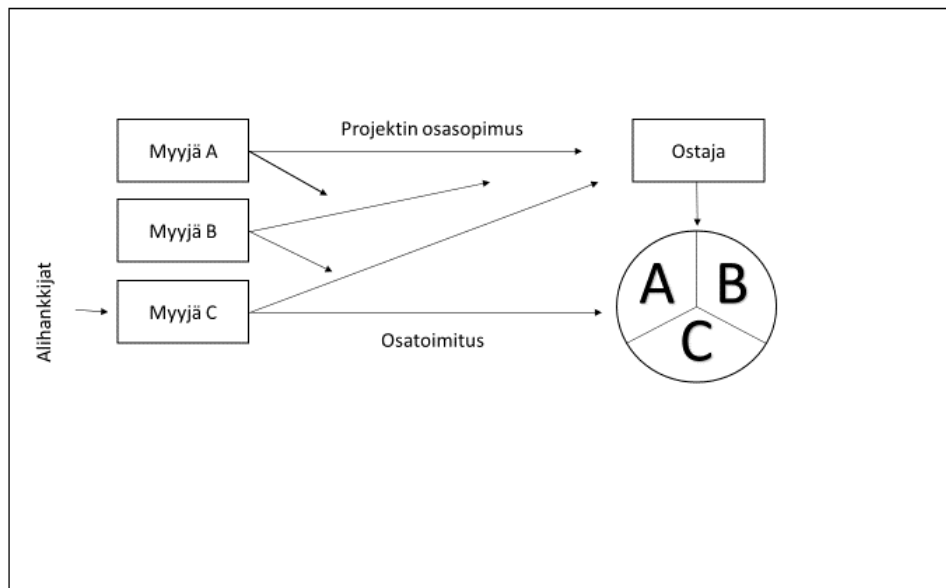 Projektin osasopimus
Myyjä A
Ostaja
Myyjä B
A B
C
Alihankkijat
Myyjä C
Osatoimitus